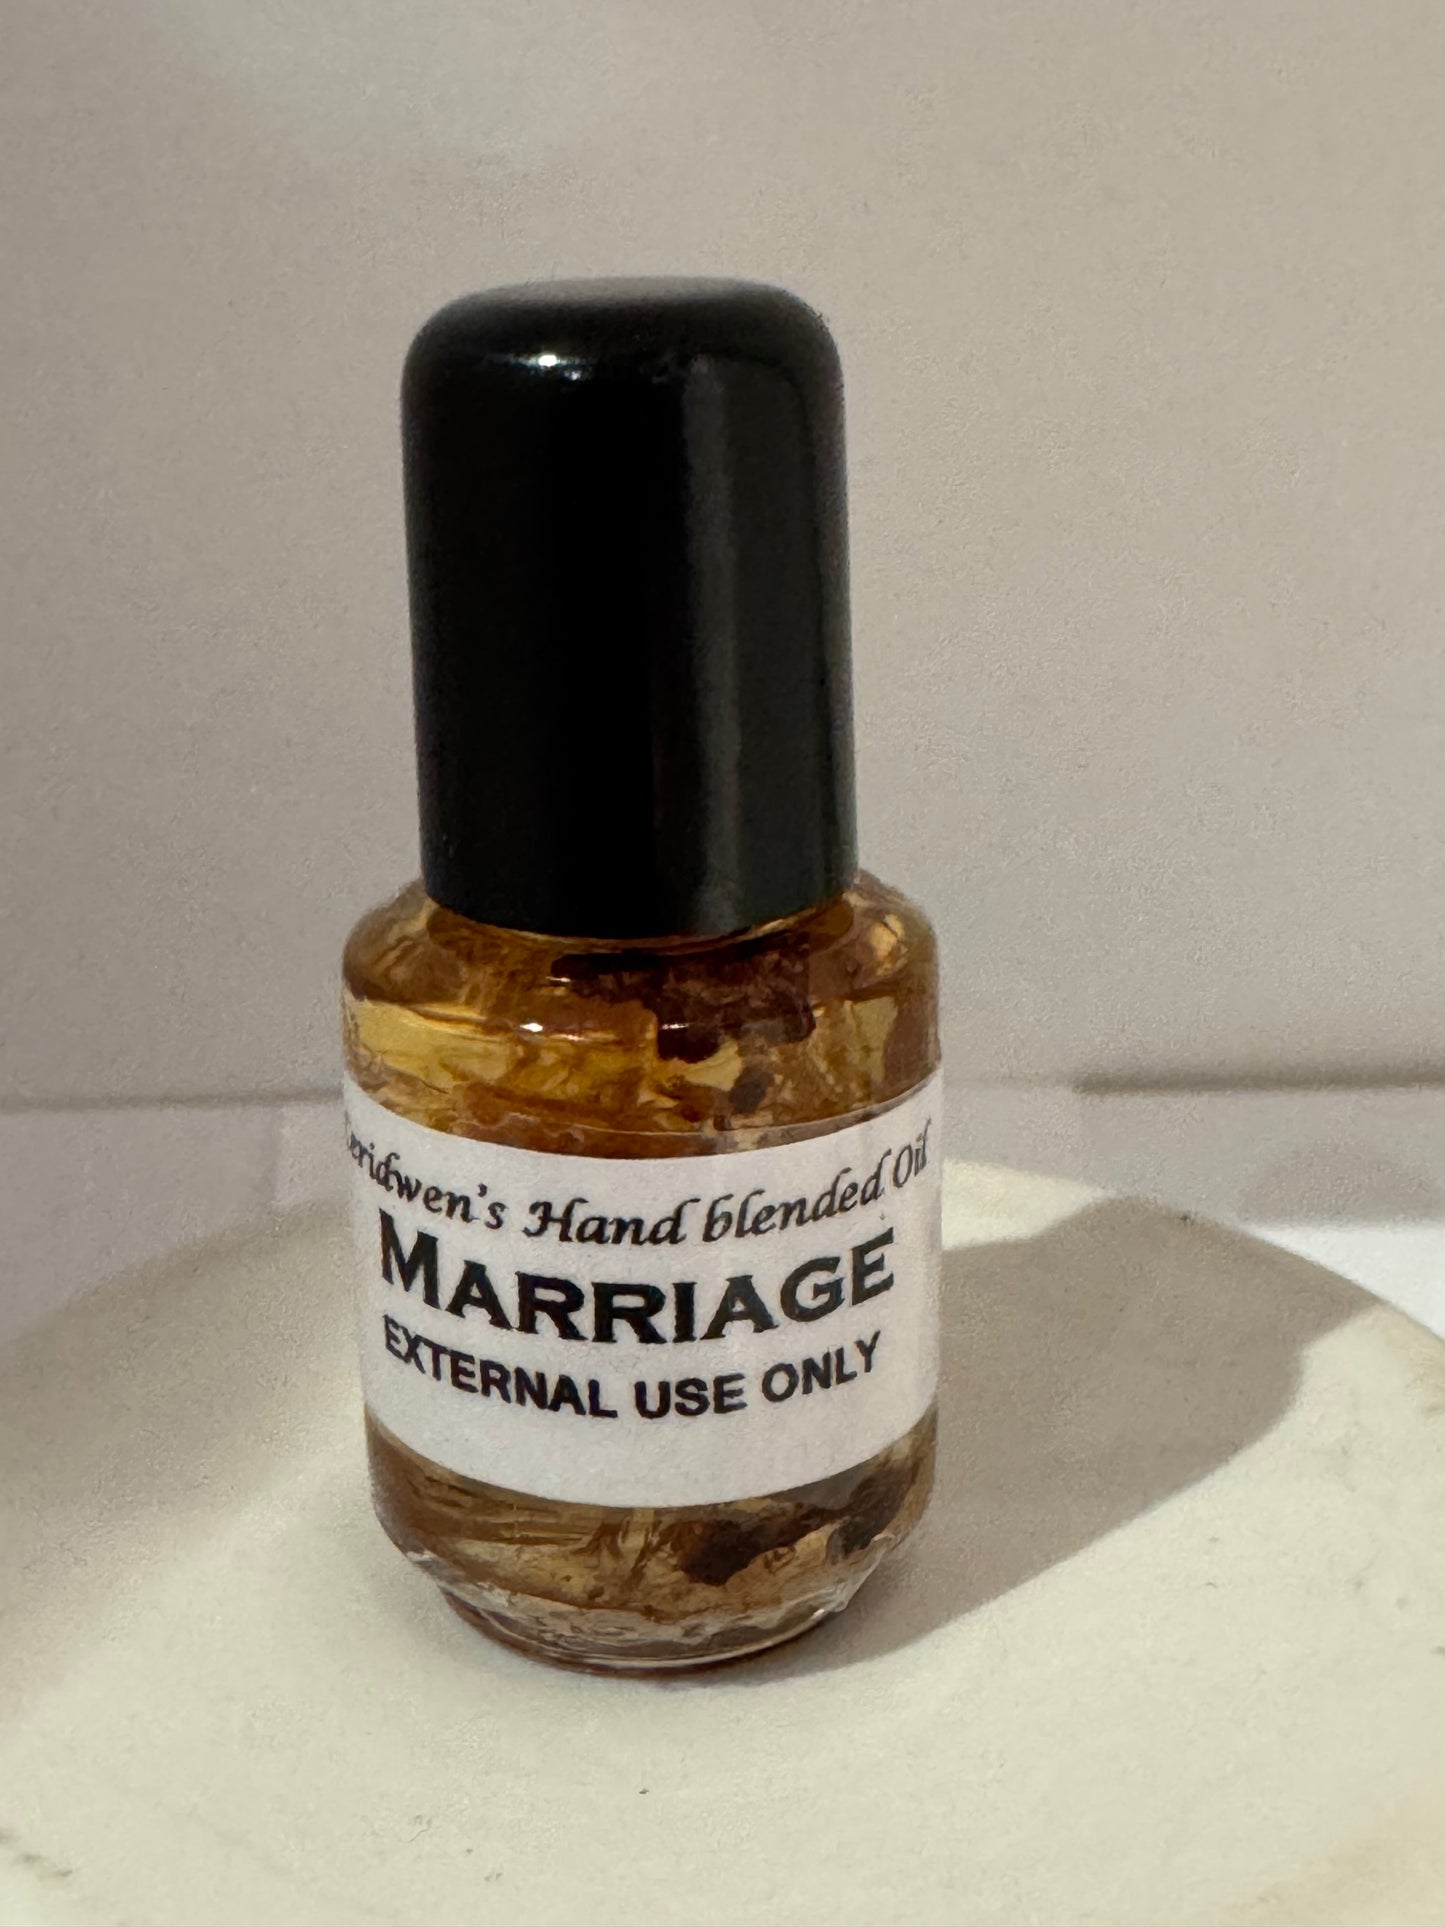 Hand blended Oil
MARRIAGE
EXTERNAL USE ONLY